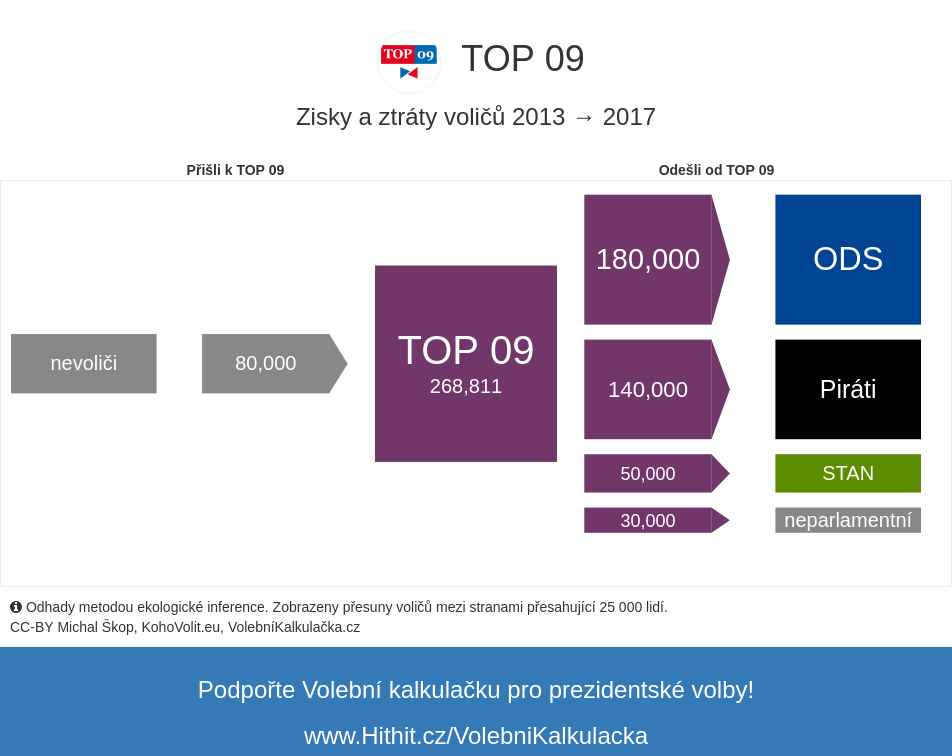 TOP 09
TOP 09
Zisky a ztráty voličů 2013 → 2017
Přišli k TOP 09
Odešli od TOP 09
nevoliči
80,000
TOP 09
268,811
180,000
ODS
140,000
Piráti
50,000
STAN
30,000
neparlamentní
Odhady metodou ekologické inference. Zobrazeny přesuny voličů mezi stranami přesahující 25 000 lidí.
CC-BY Michal Škop, KohoVolit.eu, VolebníKalkulačka.cz
Podpořte Volební kalkulačku pro prezidentské volby!
www.Hithit.cz/VolebniKalkulacka